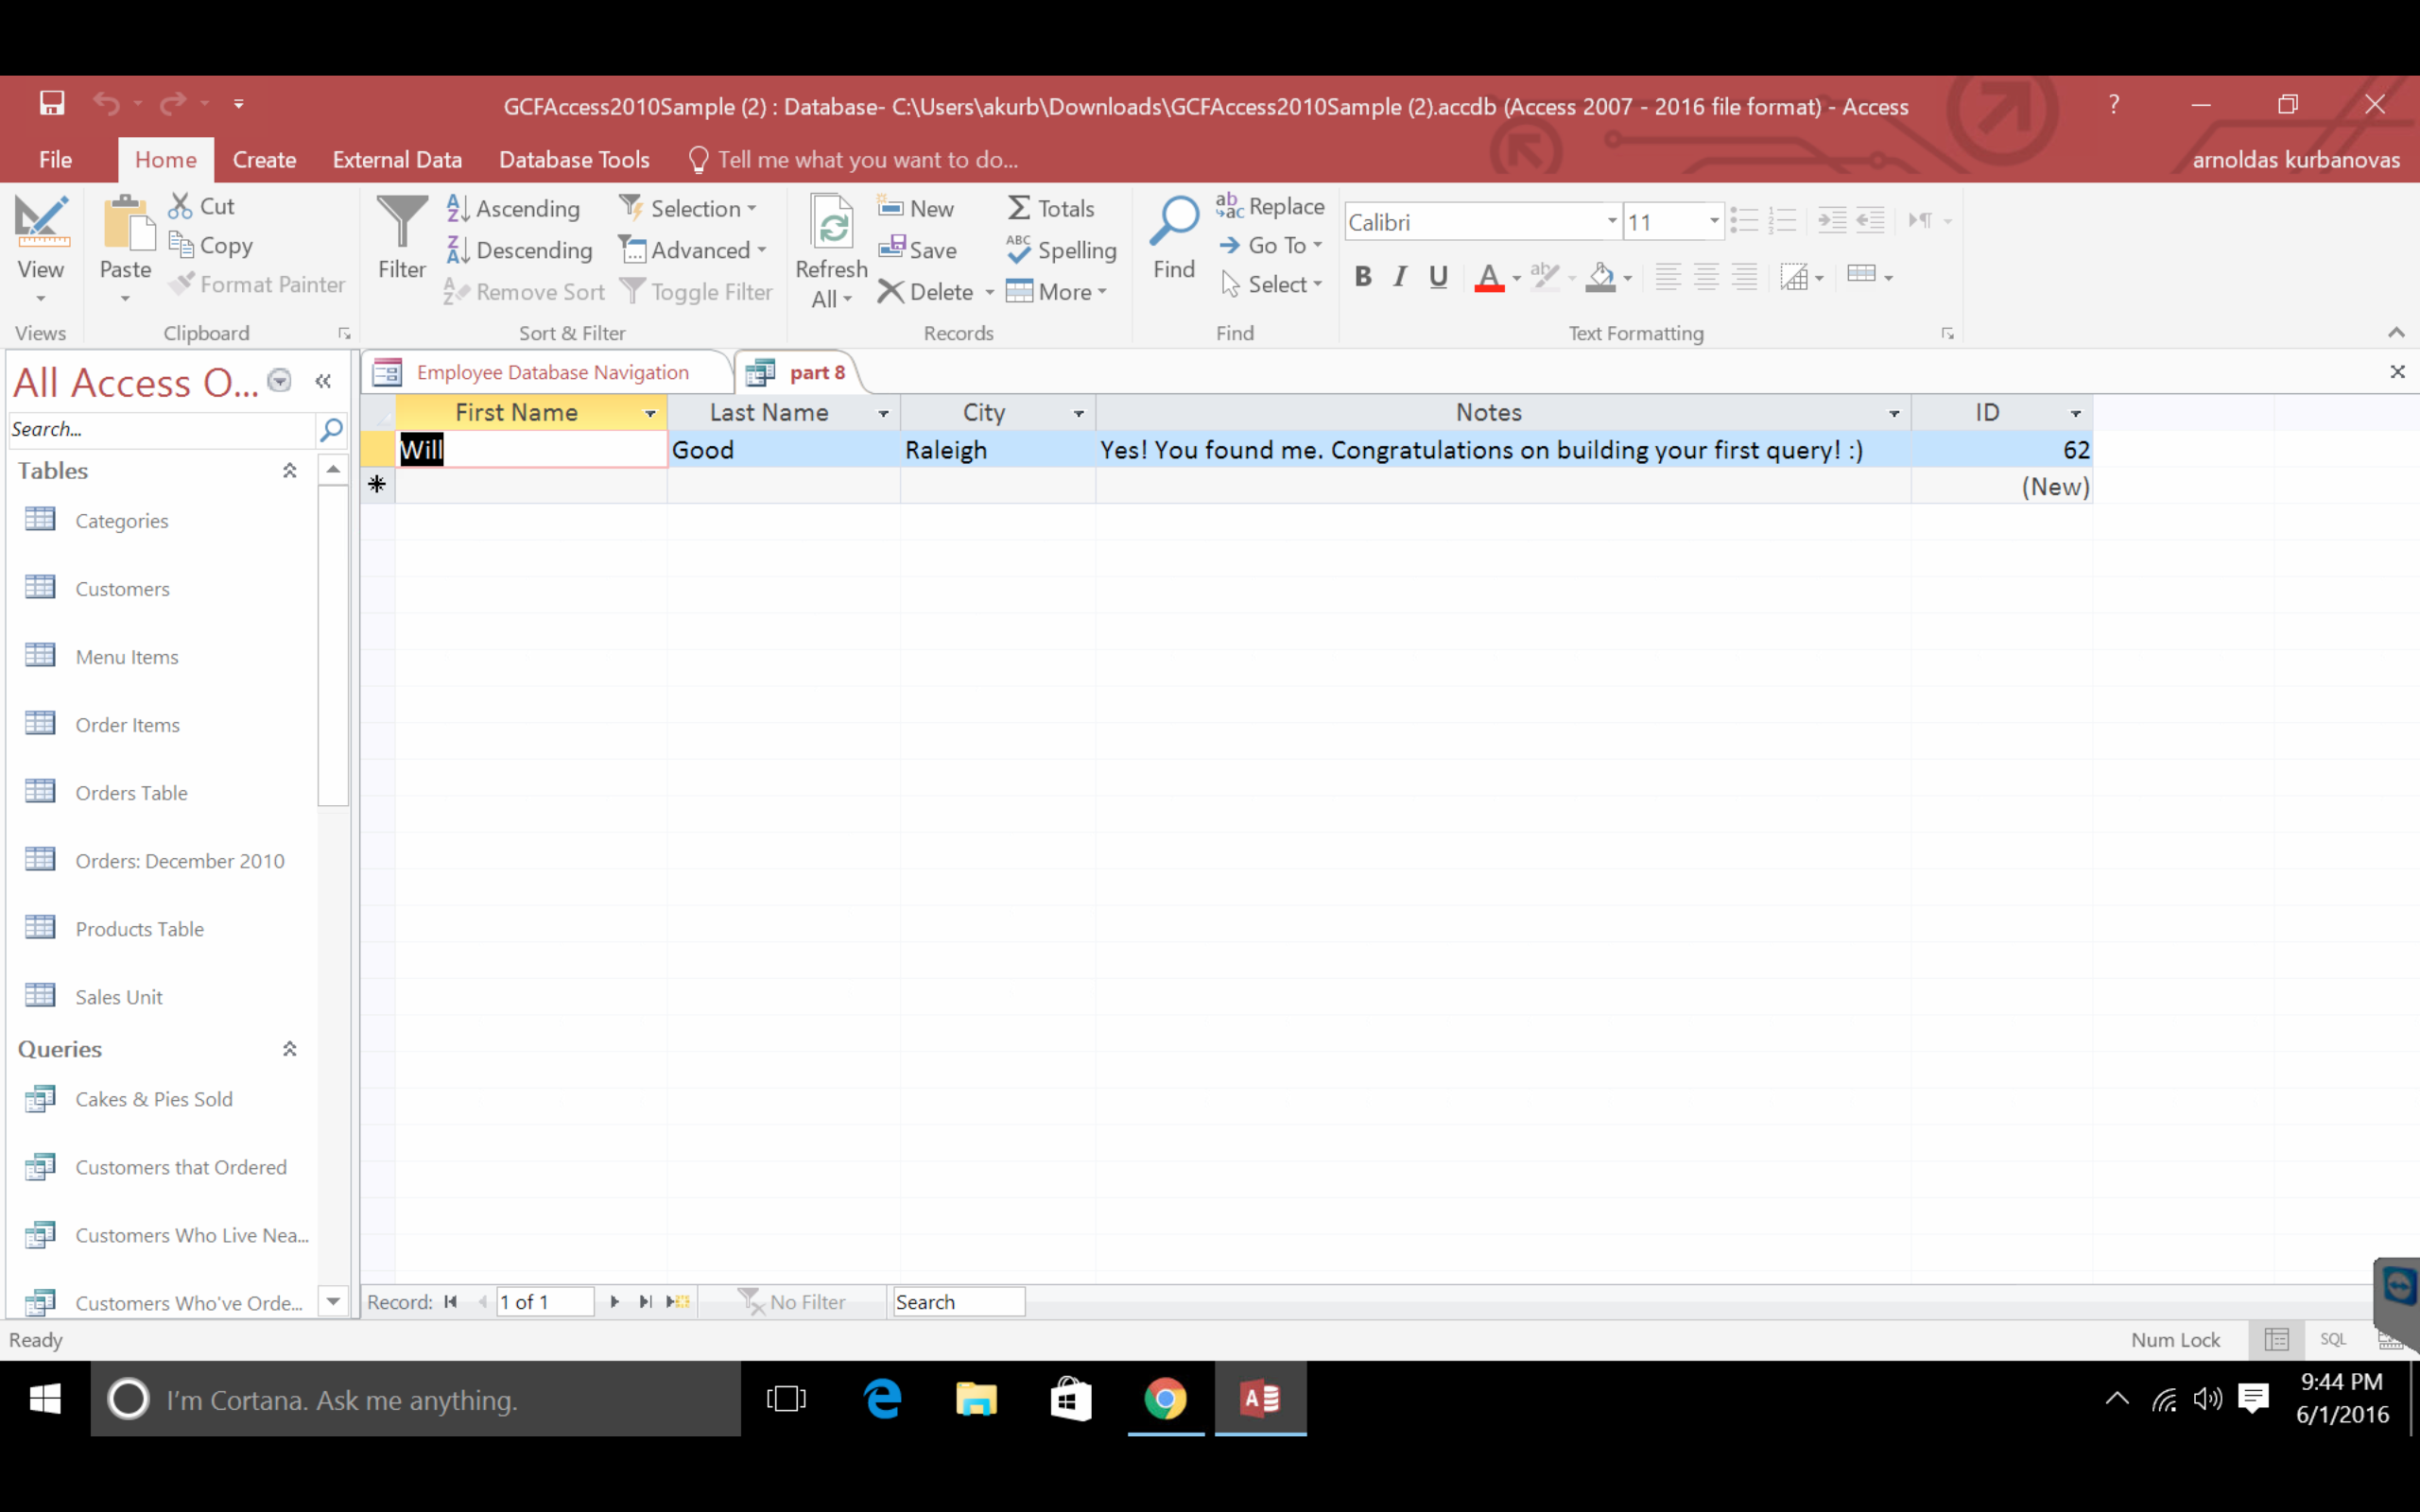 GCFAccess2010Sample (2) : Database- C:\Users\akurb\Downloads\GCFAccess2010Sample (2).accdb (Access 2007 - 2016 file format) - Access
?
File Home Create External Data Database Tools Tell me what you want to do... arnoldas kurbanovas
View
Views
Paste
Cut
Copy
Format Painter
Clipboard
Filter
Ascending
Descending
Remove Sort
Selection
Advanced
Toggle Filter
Sort & Filter
Refresh
All
New
Save
Delete
Totals
Spelling
More
Records
Find
Replace
Go To
Select
Find
Calibri 11
B I U A
Text Formatting
All Access O...
Search...
Tables
Categories
Customers
Menu Items
Order Items
Orders Table
Orders: December 2010
Products Table
Sales Unit
Queries
Cakes & Pies Sold
Customers that Ordered
Customers Who Live Nea...
Customers Who've Orde...
Employee Database Navigation part 8
First Name Last Name City Notes ID
Will Good Raleigh Yes! You found me. Congratulations on building your first query! :) 62
(New)
Record: 1 of 1 No Filter Search
Ready Num Lock SQL
I'm Cortana. Ask me anything.
9:44 PM
6/1/2016